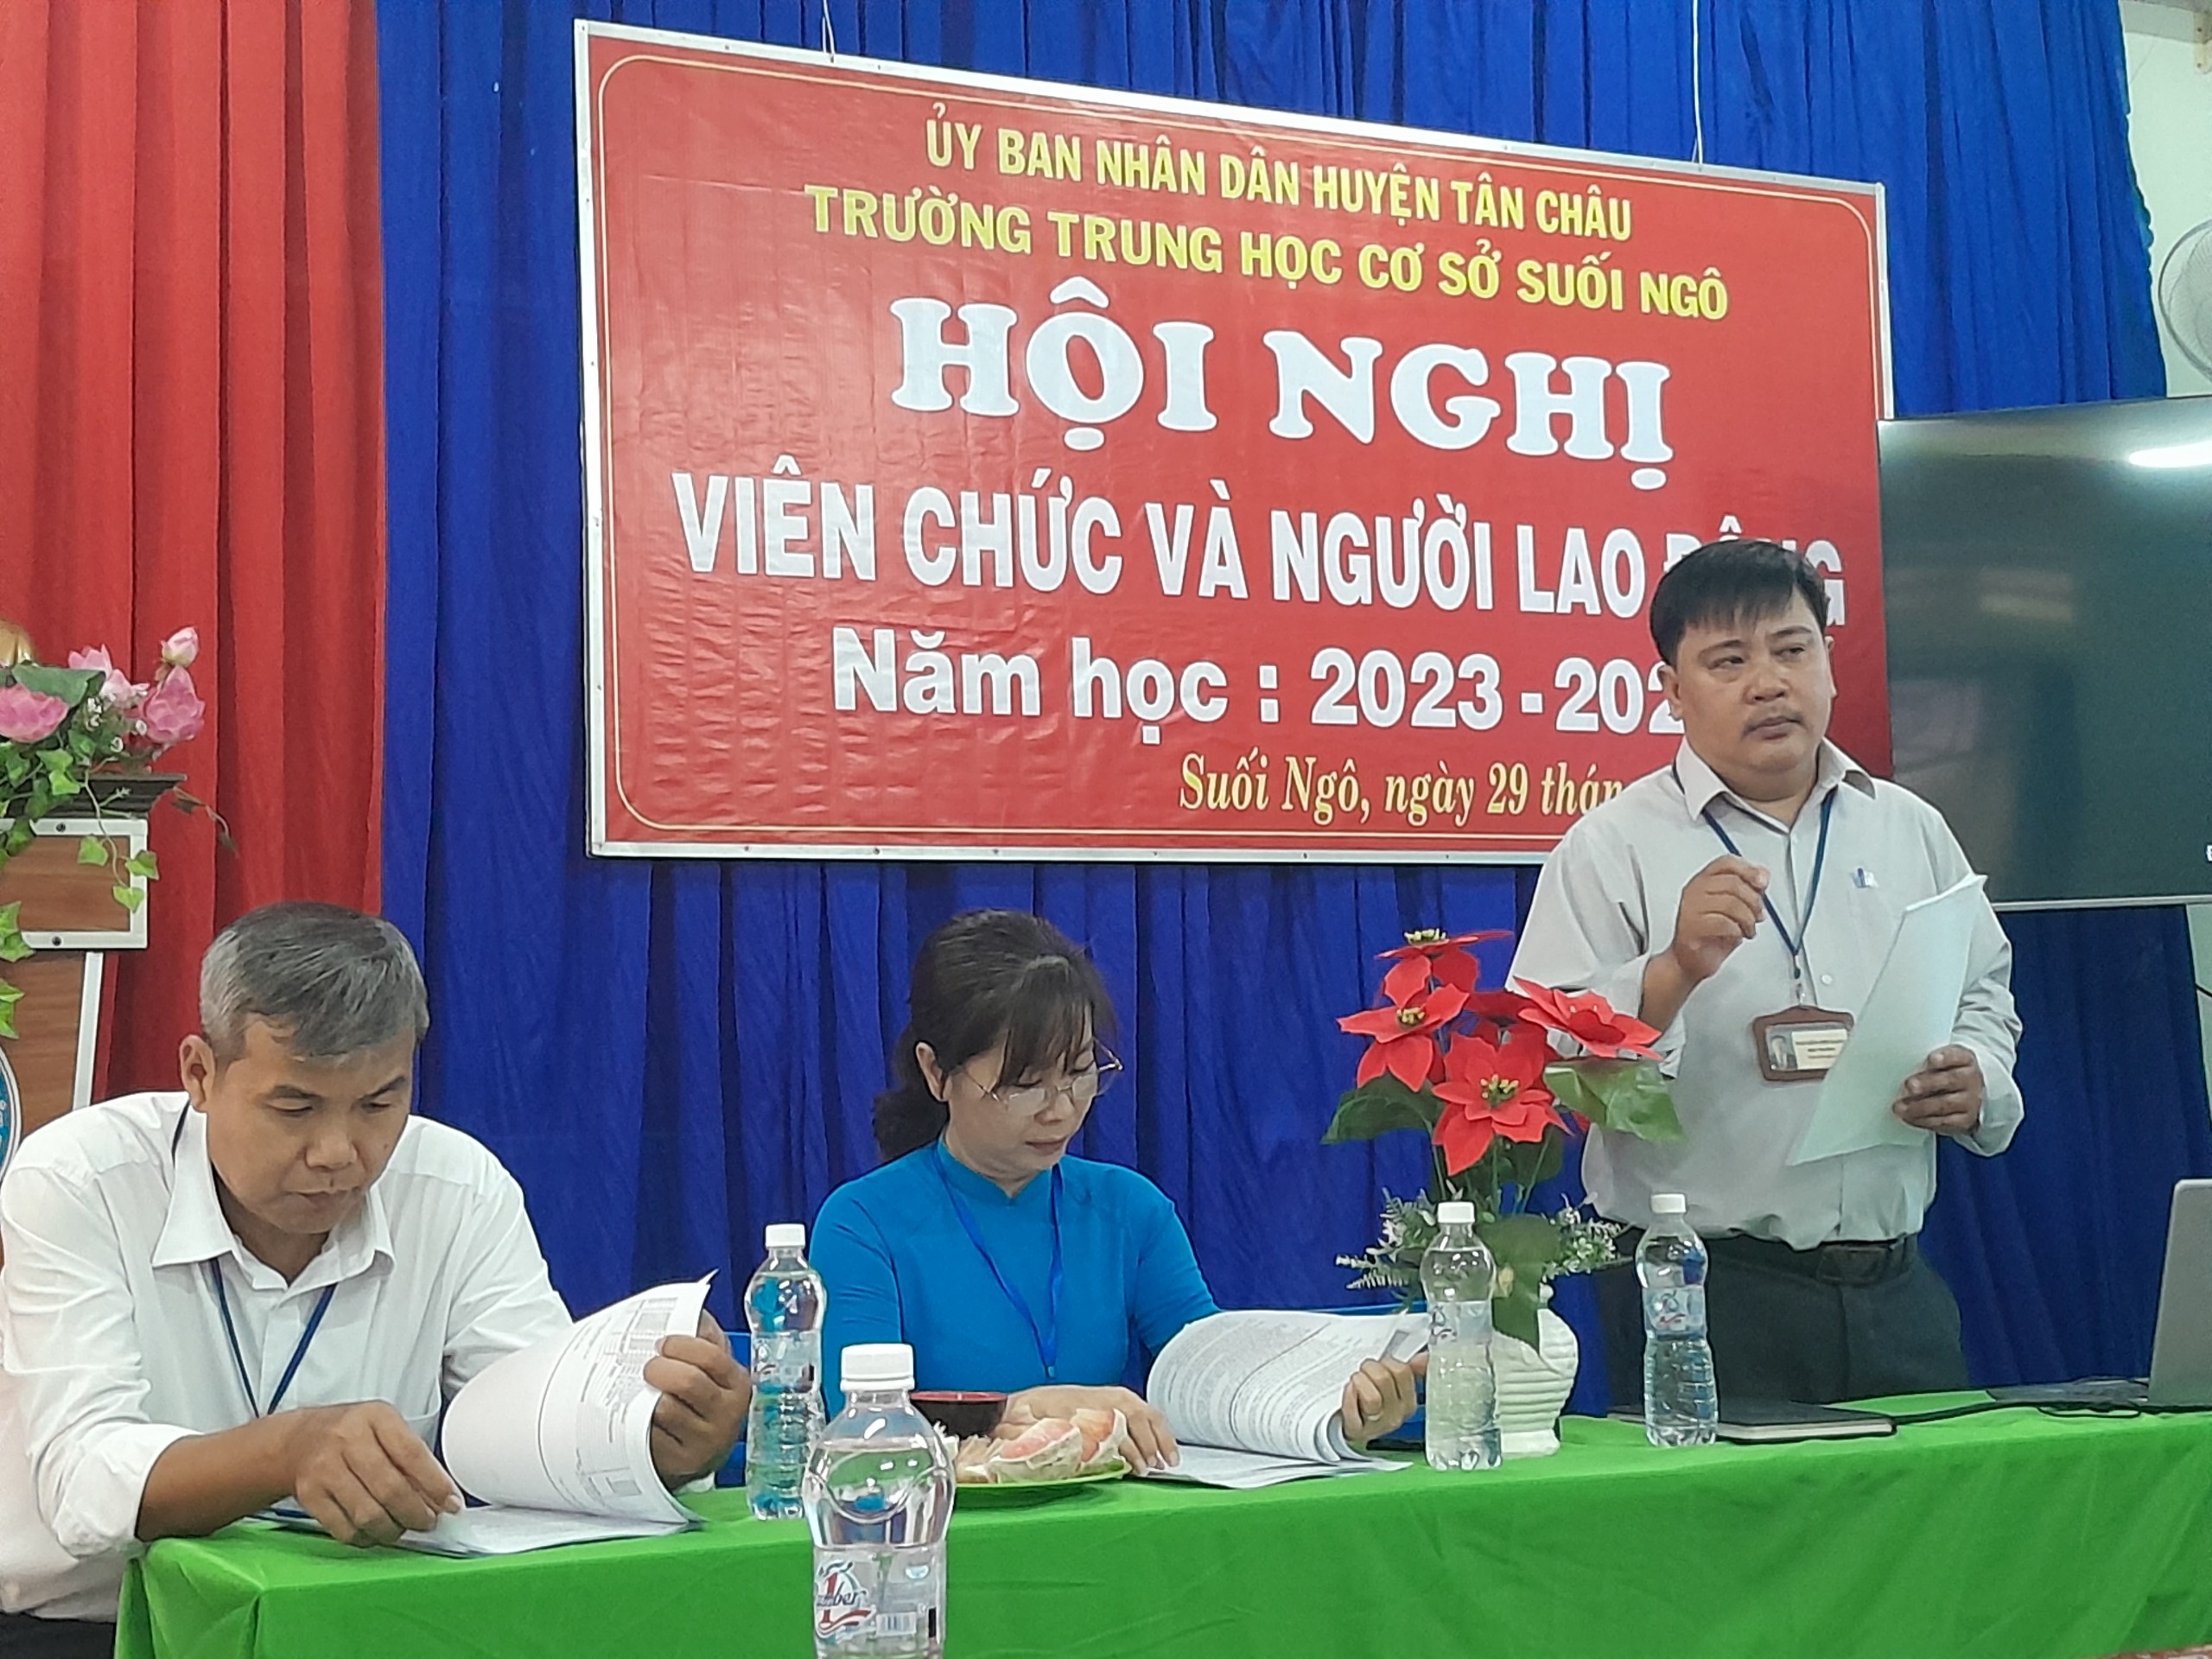 ỦY BAN NHÂN DÂN HUYỆN TÂN CHÂU
TRƯỜNG TRUNG HỌC CƠ SỞ SUỐI NGÔ
HỘI NGHỊ
VIÊN CHỨC VÀ NGƯỜI LAO ĐỘNG
Năm học : 2023 - 202
Suối Ngô, ngày 29 thán